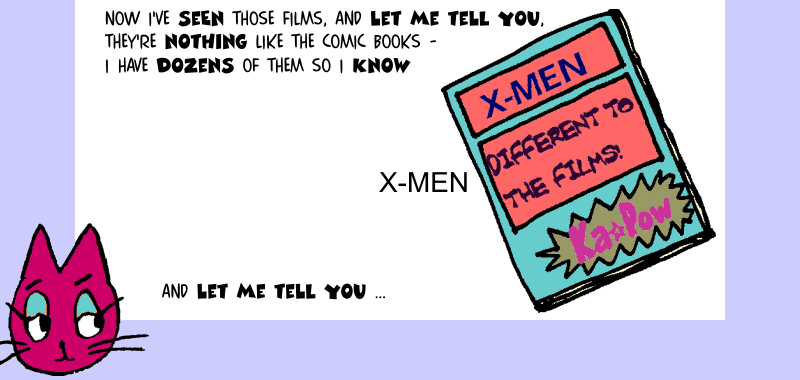 NOW I'VE SEEN THOSE FILMS, AND LET ME TELL YOU,
THEY'RE NOTHING LIKE THE COMIC BOOKS -
I HAVE DOZENS OF THEM SO I KNOW
X-MEN
DIFFERENT TO
THE FILMS!
X-MEN
Ka☆Pow
AND LET ME TELL YOU ...